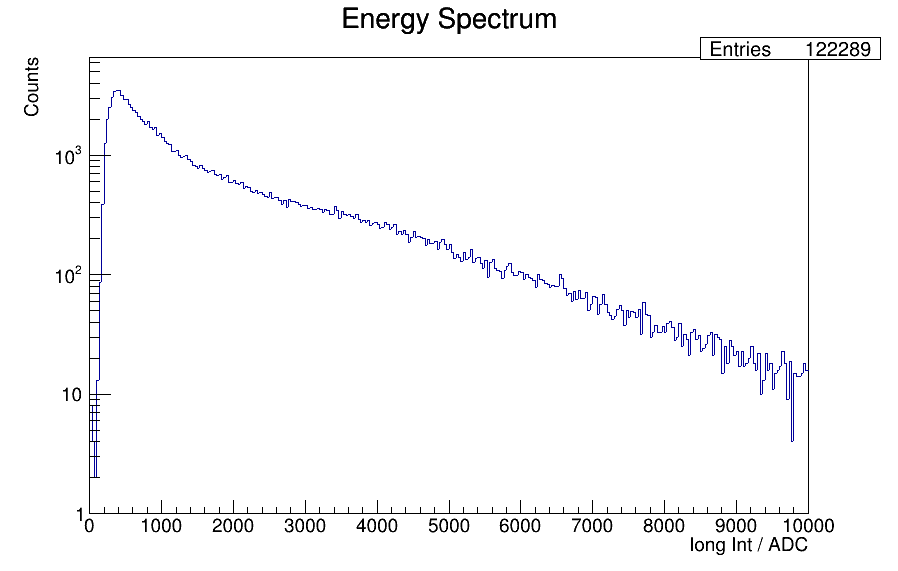 Energy Spectrum
Entries 122289
Counts
10³
10²
10
1
0 1000 2000 3000 4000 5000 6000 7000 8000 9000 10000
long Int / ADC